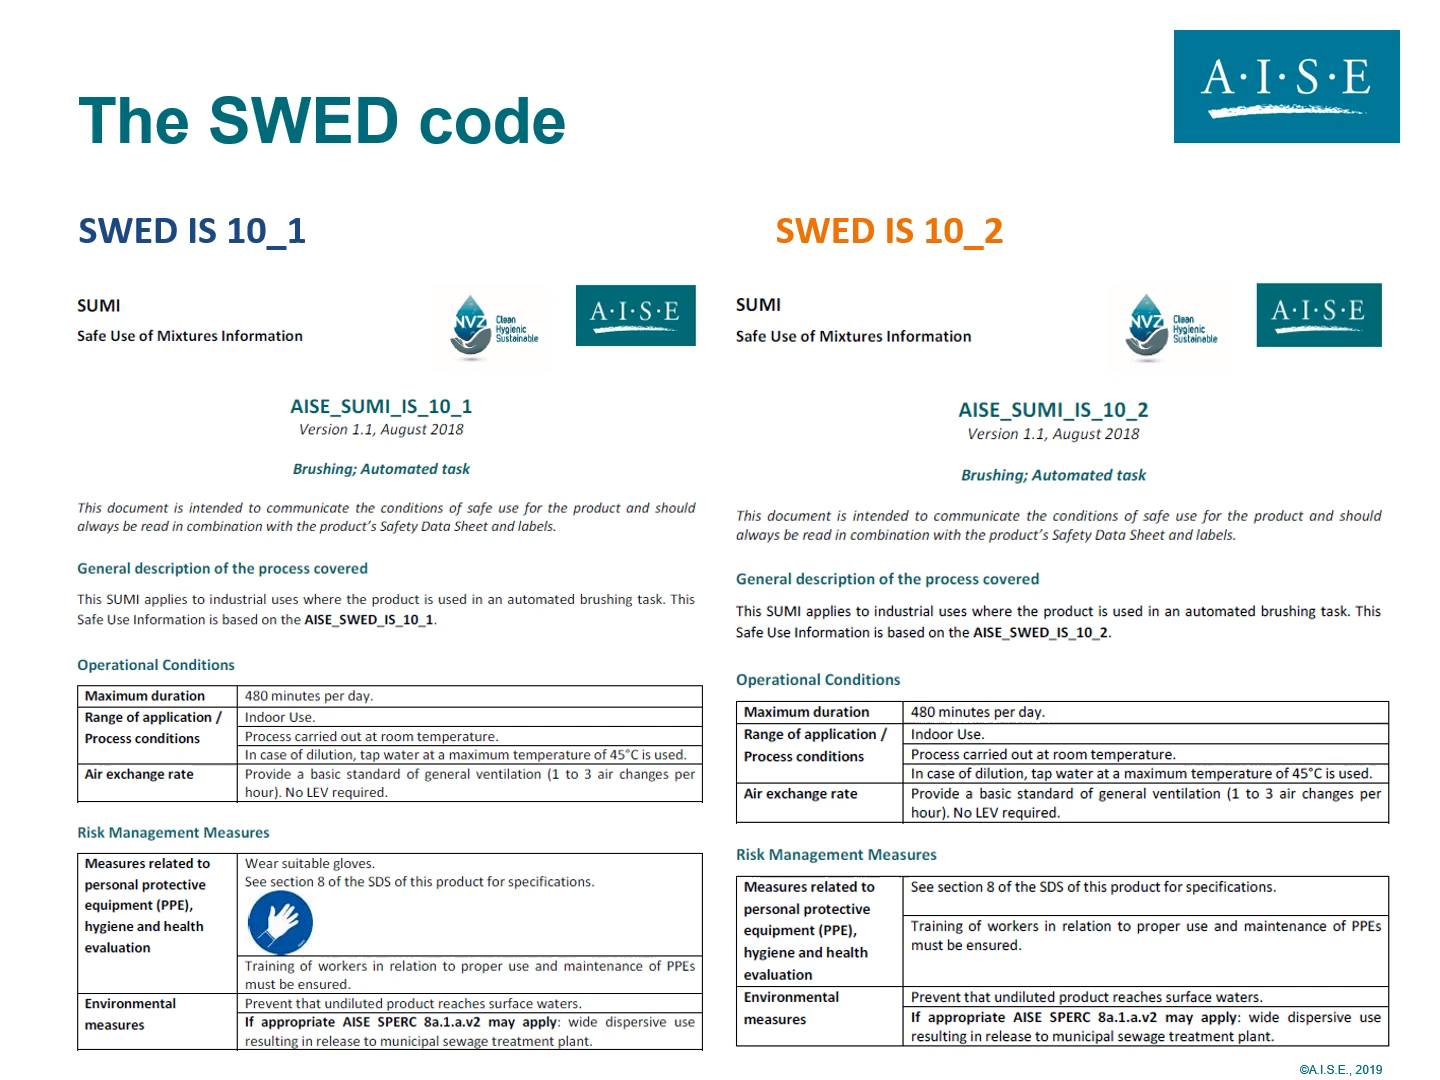 A·I·S·E
The SWED code
SWED IS 10_1
SUMI
Safe Use of Mixtures Information
NVZ
Clean
Hygienic
Sustainable
A·I·S·E
AISE_SUMI_IS_10_1
Version 1.1, August 2018
Brushing; Automated task
This document is intended to communicate the conditions of safe use for the product and should
always be read in combination with the product's Safety Data Sheet and labels.
General description of the process covered
This SUMI applies to industrial uses where the product is used in an automated brushing task. This
Safe Use Information is based on the AISE_SWED_IS_10_1.
Operational Conditions
Maximum duration
480 minutes per day.
Range of application /
Process conditions
Indoor Use.
Process carried out at room temperature.
In case of dilution, tap water at a maximum temperature of 45°C is used.
Air exchange rate
Provide a basic standard of general ventilation (1 to 3 air changes per
hour). No LEV required.
Risk Management Measures
Measures related to
personal protective
equipment (PPE),
hygiene and health
evaluation
Wear suitable gloves.
See section 8 of the SDS of this product for specifications.
Training of workers in relation to proper use and maintenance of PPEs
must be ensured.
Environmental
measures
Prevent that undiluted product reaches surface waters.
If appropriate AISE SPERC 8a.1.a.v2 may apply: wide dispersive use
resulting in release to municipal sewage treatment plant.
SWED IS 10_2
SUMI
Safe Use of Mixtures Information
NVZ
Clean
Hygienic
Sustainable
A·I·S·E
AISE_SUMI_IS_10_2
Version 1.1, August 2018
Brushing; Automated task
This document is intended to communicate the conditions of safe use for the product and should
always be read in combination with the product's Safety Data Sheet and labels.
General description of the process covered
This SUMI applies to industrial uses where the product is used in an automated brushing task. This
Safe Use Information is based on the AISE_SWED_IS_10_2.
Operational Conditions
Maximum duration
480 minutes per day.
Range of application /
Process conditions
Indoor Use.
Process carried out at room temperature.
In case of dilution, tap water at a maximum temperature of 45°C is used.
Air exchange rate
Provide a basic standard of general ventilation (1 to 3 air changes per
hour). No LEV required.
Risk Management Measures
Measures related to
personal protective
equipment (PPE),
hygiene and health
evaluation
See section 8 of the SDS of this product for specifications.
Training of workers in relation to proper use and maintenance of PPEs
must be ensured.
Environmental
measures
Prevent that undiluted product reaches surface waters.
If appropriate AISE SPERC 8a.1.a.v2 may apply: wide dispersive use
resulting in release to municipal sewage treatment plant.
©A.I.S.E., 2019